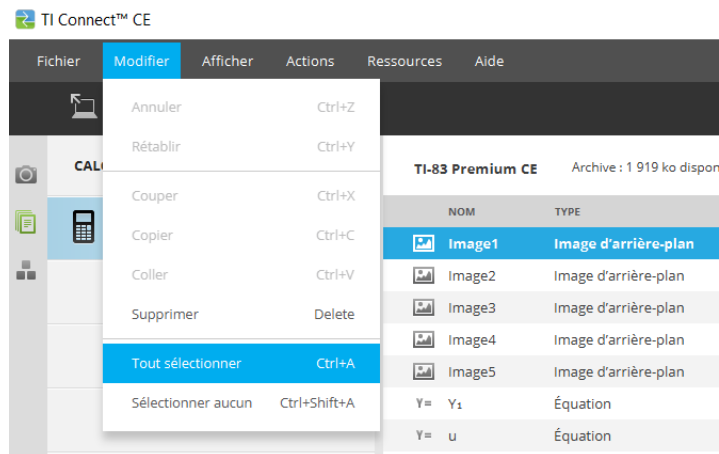 TI Connect™ CE
Fichier Modifier Afficher Actions Ressources Aide
Annuler Ctrl+Z
Rétablir Ctrl+Y
Couper Ctrl+X
Copier Ctrl+C
Coller Ctrl+V
Supprimer Delete
Tout sélectionner Ctrl+A
Sélectionner aucun Ctrl+Shift+A
CAL
TI-83 Premium CE Archive : 1 919 ko dispon
NOM TYPE
Image1 Image d'arrière-plan
Image2 Image d'arrière-plan
Image3 Image d'arrière-plan
Image4 Image d'arrière-plan
Image5 Image d'arrière-plan
Y= Y₁ Équation
Y= u Équation